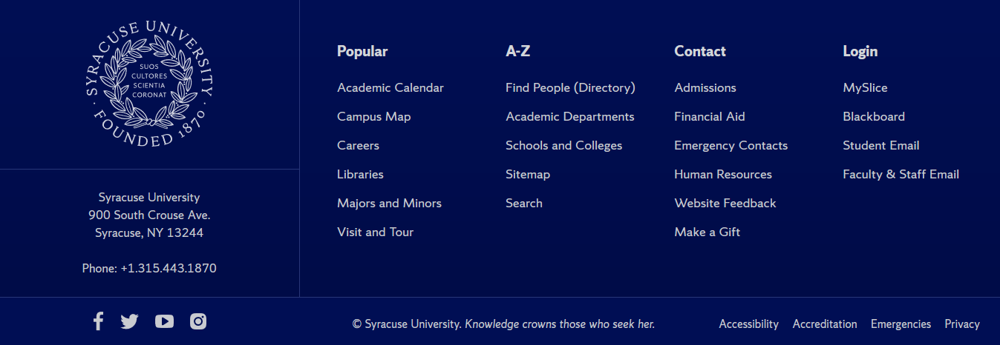 SYRACUSE UNIVERSITY
SUOS
CULTORES
SCIENTIA
CORONAT
· FOUNDED 1870 ·
Syracuse University
900 South Crouse Ave.
Syracuse, NY 13244
Phone: +1.315.443.1870
Popular
Academic Calendar
Campus Map
Careers
Libraries
Majors and Minors
Visit and Tour
A-Z
Find People (Directory)
Academic Departments
Schools and Colleges
Sitemap
Search
Contact
Admissions
Financial Aid
Emergency Contacts
Human Resources
Website Feedback
Make a Gift
Login
MySlice
Blackboard
Student Email
Faculty & Staff Email
© Syracuse University. Knowledge crowns those who seek her.
Accessibility Accreditation Emergencies Privacy